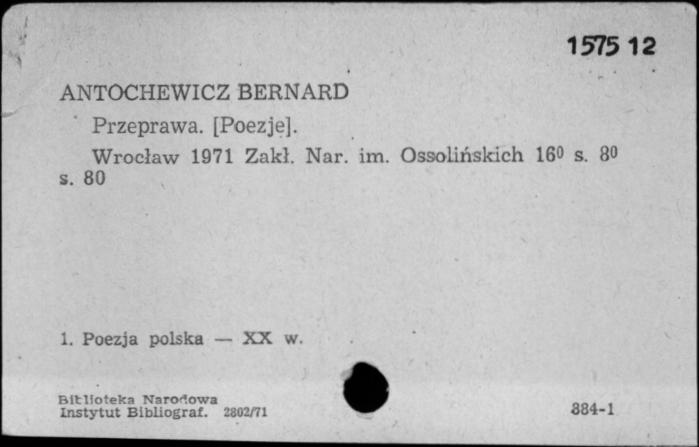 1575 12
ANTOCHEWICZ BERNARD
Przeprawa. [Poezje].
Wrocław 1971 Zakł. Nar. im. Ossolińskich 16⁰ s. 8⁰
s. 80
1. Poezja polska — XX w.
Biblioteka Narodowa
Instytut Bibliograf. 2802/71
884-1